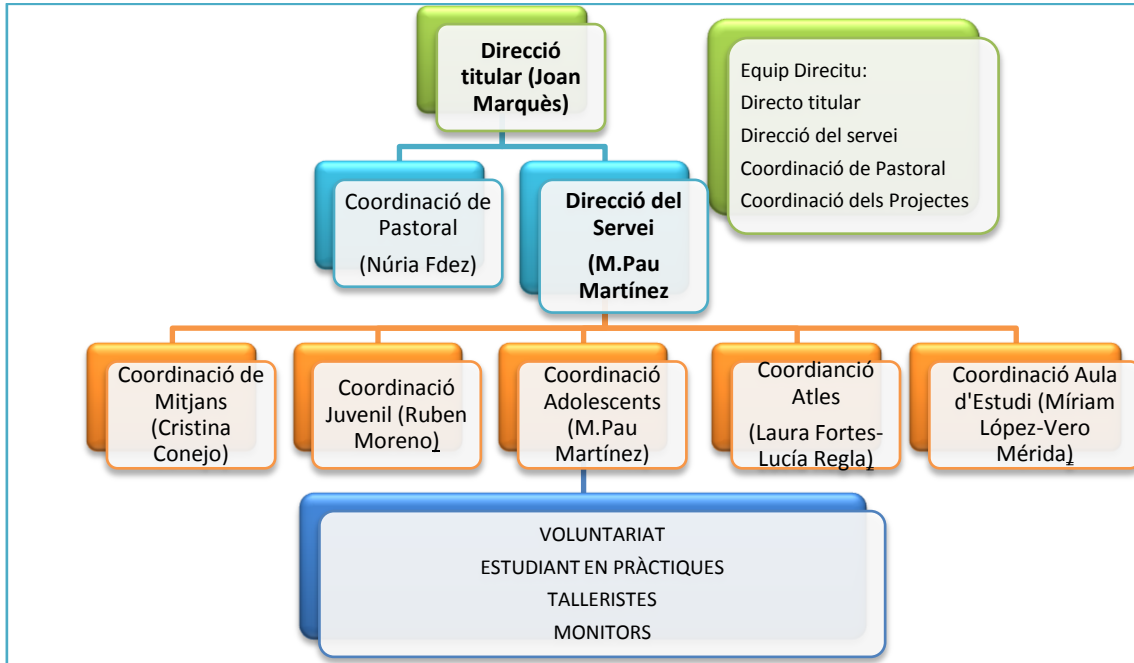 Direcció
titular (Joan
Marquès)
Equip Direcitu:
Directo titular
Direcció del servei
Coordinació de Pastoral
Coordinació dels Projectes
Coordinació de
Pastoral
(Núria Fdez)
Direcció del
Servei
(M.Pau
Martínez
Coordinació de
Mitjans
(Cristina
Conejo)
Coordinació
Juvenil (Ruben
Moreno)
Coordinació
Adolescents
(M.Pau
Martínez)
Coordianció
Atles
(Laura Fortes-
Lucía Regla)
Coordinació Aula
d'Estudi (Míriam
López-Vero
Mérida)
VOLUNTARIAT
ESTUDIANT EN PRÀCTIQUES
TALLERISTES
MONITORS